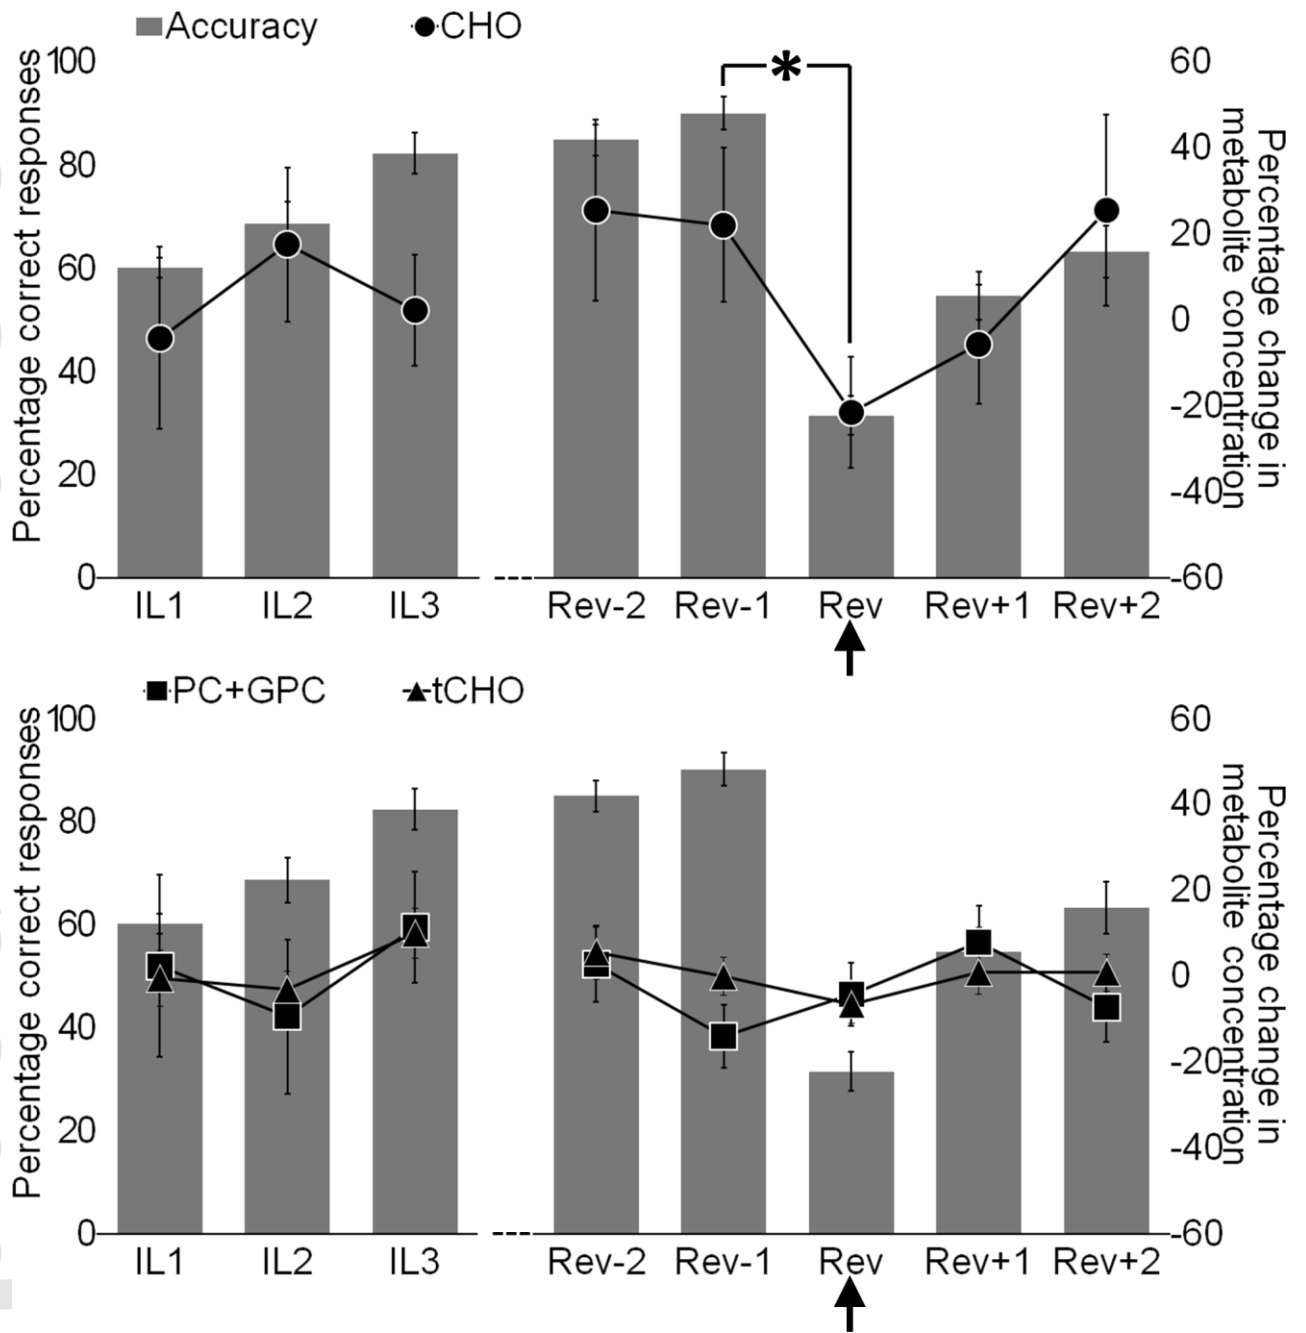 Accuracy CHO
Percentage correct responses
100
80
60
40
20
0
*
60
40
20
0
-20
-40
-60
Percentage change in
metabolite concentration
IL1 IL2 IL3 --- Rev-2 Rev-1 Rev Rev+1 Rev+2
PC+GPC tCHO
Percentage correct responses
100
80
60
40
20
0
60
40
20
0
-20
-40
-60
Percentage change in
metabolite concentration
IL1 IL2 IL3 --- Rev-2 Rev-1 Rev Rev+1 Rev+2